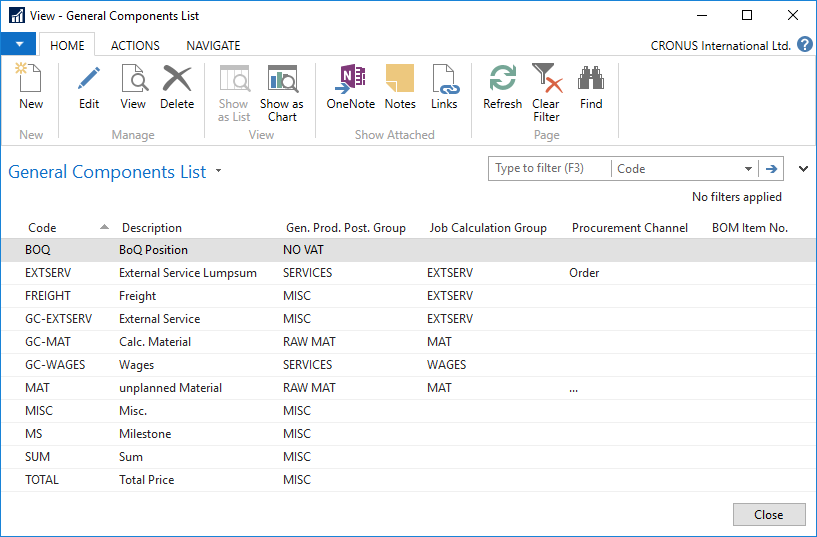 View - General Components List
HOME ACTIONS NAVIGATE CRONUS International Ltd. ?
New Edit View Delete Show as List Show as Chart OneNote Notes Links Refresh Clear Filter Find
New Manage View Show Attached Page
General Components List Type to filter (F3) Code
No filters applied
Code Description Gen. Prod. Post. Group Job Calculation Group Procurement Channel BOM Item No.
BOQ BoQ Position NO VAT
EXTSERV External Service Lumpsum SERVICES EXTSERV Order
FREIGHT Freight MISC EXTSERV
GC-EXTSERV External Service MISC EXTSERV
GC-MAT Calc. Material RAW MAT MAT
GC-WAGES Wages SERVICES WAGES
MAT unplanned Material RAW MAT MAT ...
MISC Misc. MISC
MS Milestone MISC
SUM Sum MISC
TOTAL Total Price MISC
Close